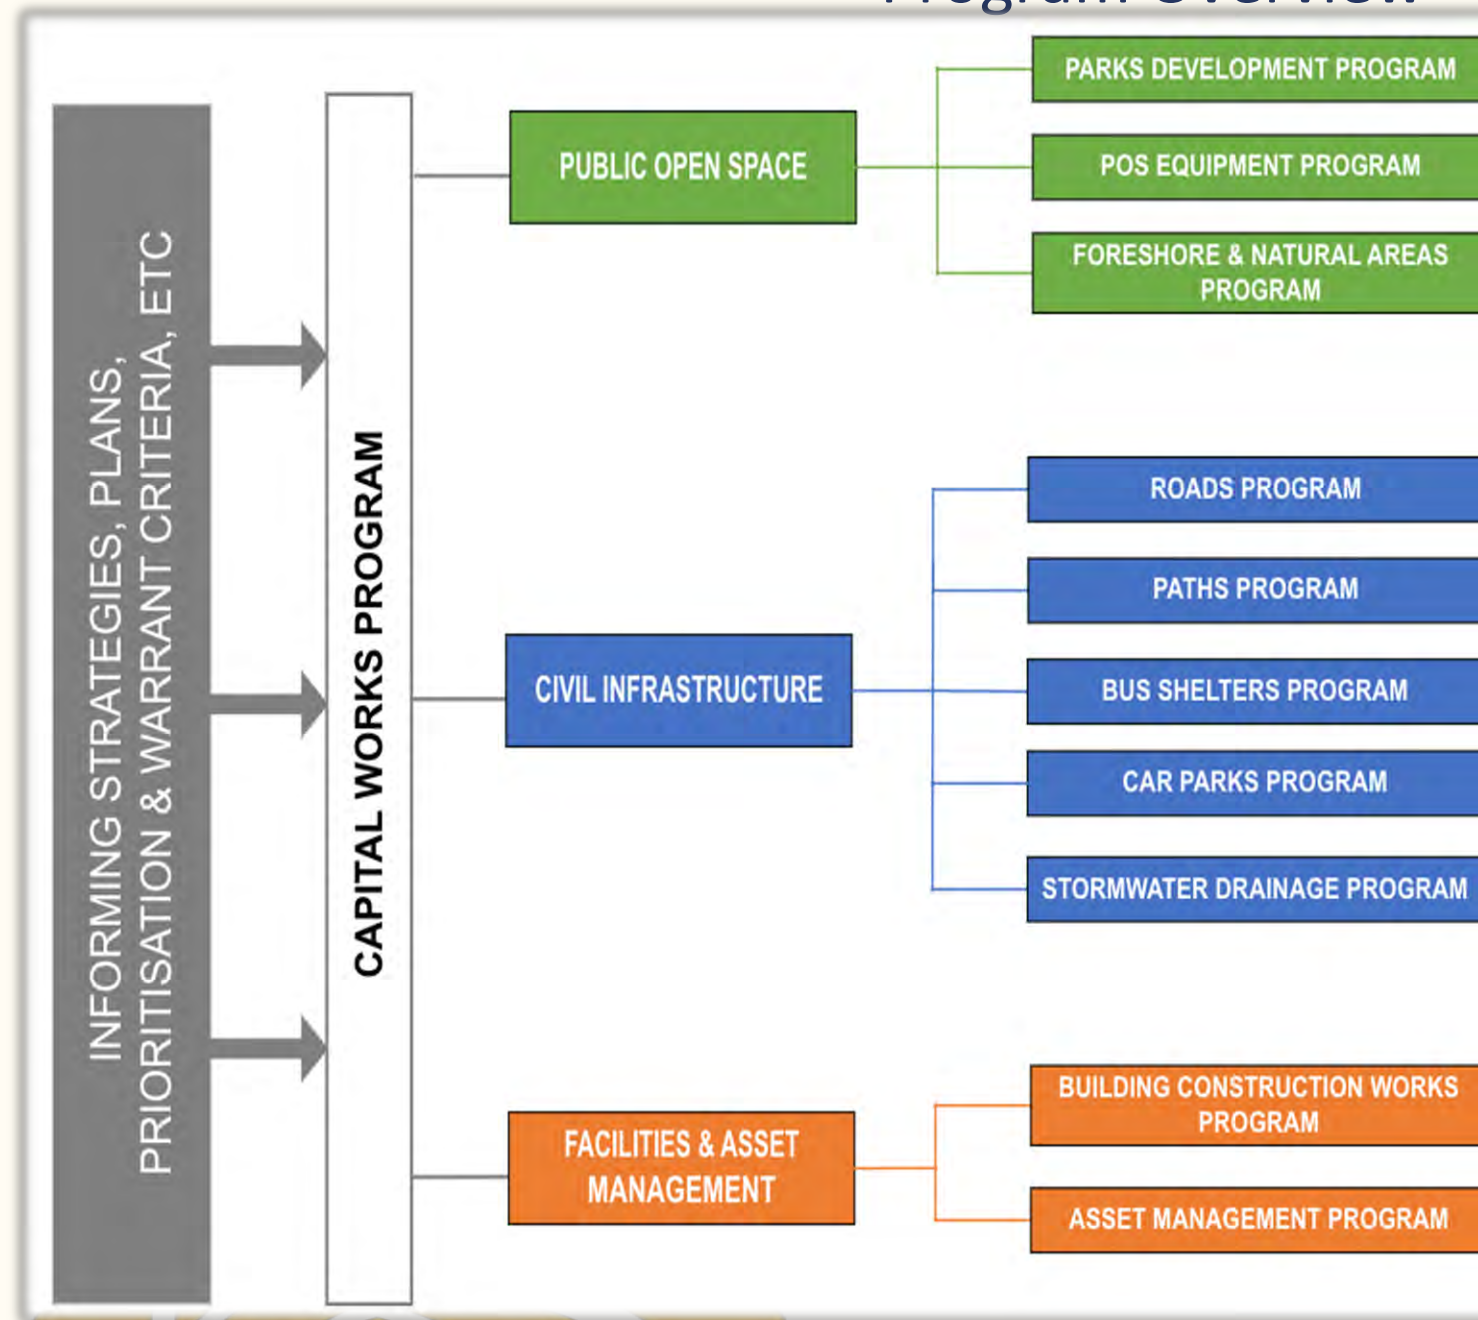 Program Overview
INFORMING STRATEGIES, PLANS,
PRIORITISATION & WARRANT CRITERIA, ETC
CAPITAL WORKS PROGRAM
PUBLIC OPEN SPACE
PARKS DEVELOPMENT PROGRAM
POS EQUIPMENT PROGRAM
FORESHORE & NATURAL AREAS
PROGRAM
CIVIL INFRASTRUCTURE
ROADS PROGRAM
PATHS PROGRAM
BUS SHELTERS PROGRAM
CAR PARKS PROGRAM
STORMWATER DRAINAGE PROGRAM
FACILITIES & ASSET
MANAGEMENT
BUILDING CONSTRUCTION WORKS
PROGRAM
ASSET MANAGEMENT PROGRAM